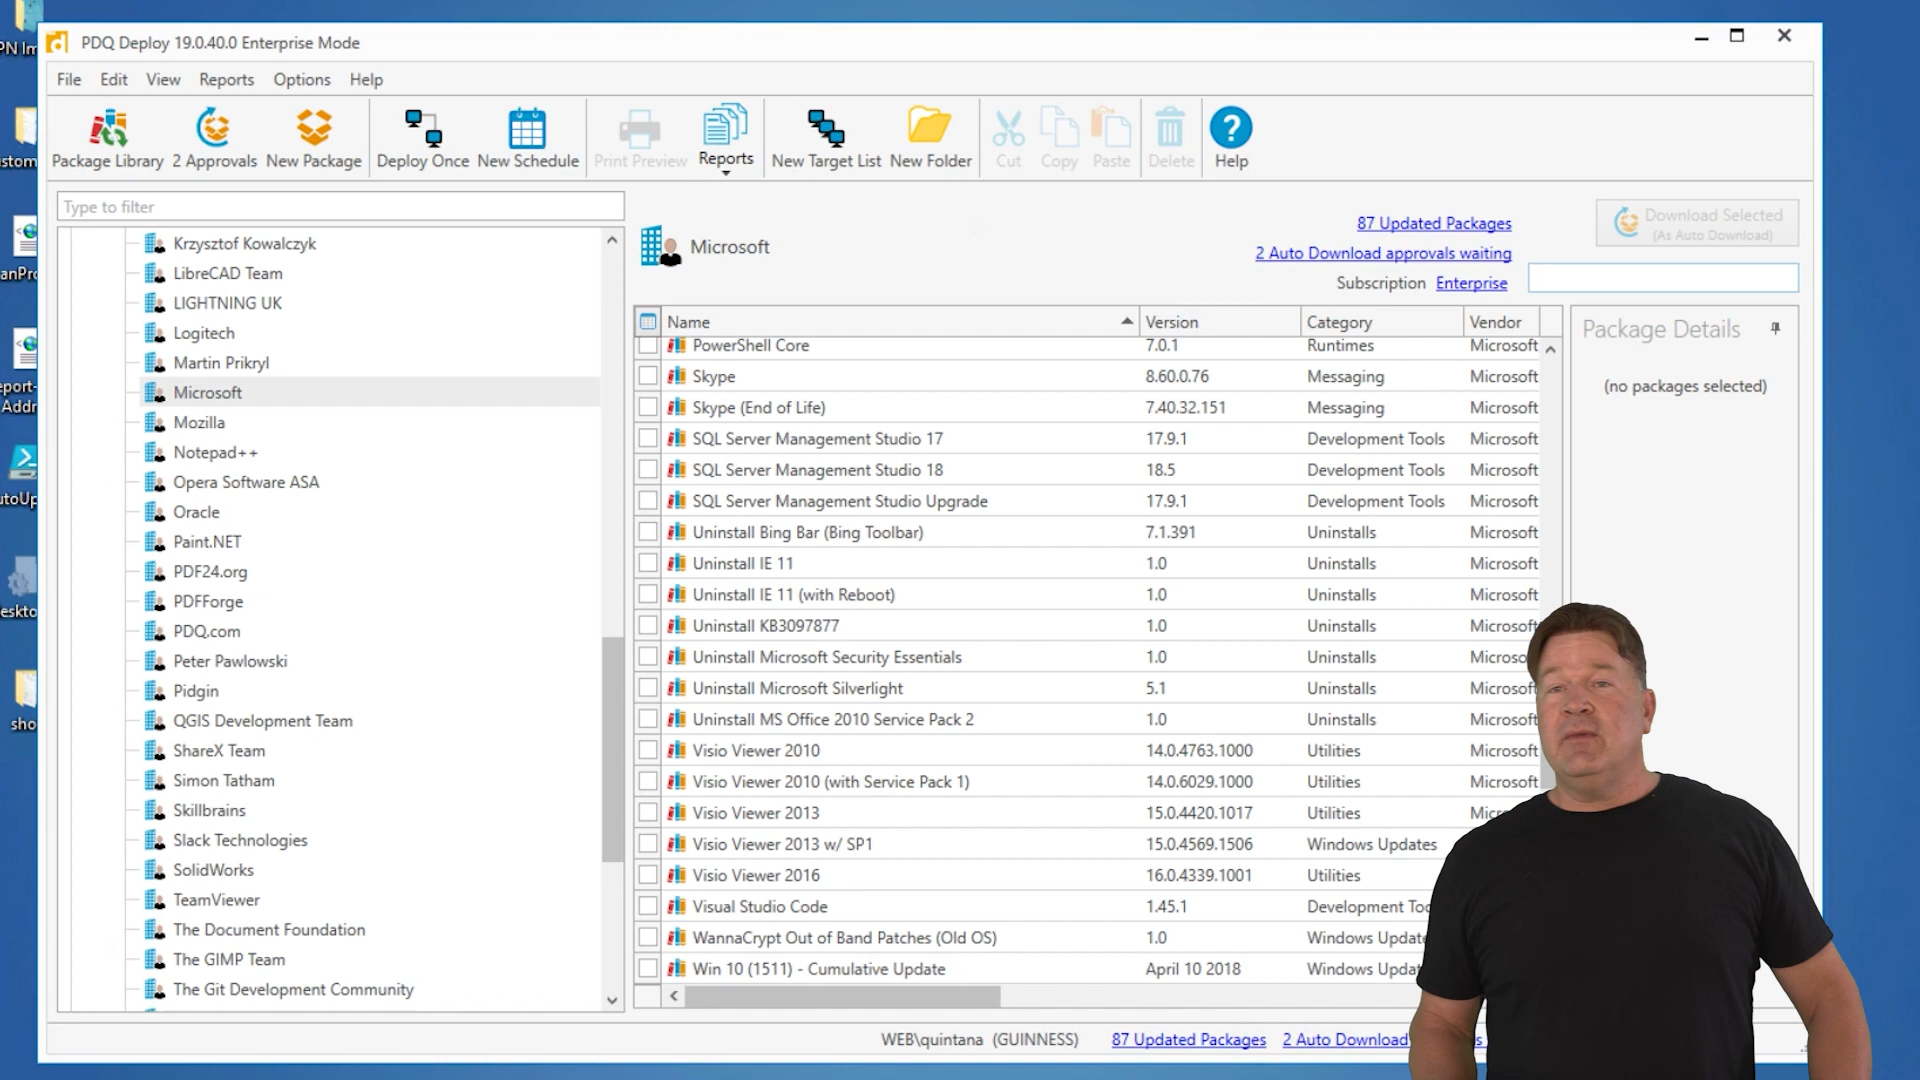 PDQ Deploy 19.0.40.0 Enterprise Mode
File Edit View Reports Options Help
Package Library 2 Approvals New Package Deploy Once New Schedule Print Preview Reports New Target List New Folder Cut Copy Paste Delete Help
Type to filter
Krzysztof Kowalczyk
LibreCAD Team
LIGHTNING UK
Logitech
Martin Prikryl
Microsoft
Mozilla
Notepad++
Opera Software ASA
Oracle
Paint.NET
PDF24.org
PDFForge
PDQ.com
Peter Pawlowski
Pidgin
QGIS Development Team
ShareX Team
Simon Tatham
Skillbrains
Slack Technologies
SolidWorks
TeamViewer
The Document Foundation
The GIMP Team
The Git Development Community
Microsoft
87 Updated Packages
2 Auto Download approvals waiting
Subscription Enterprise
Download Selected
(As Auto Download)
Name Version Category Vendor
PowerShell Core 7.0.1 Runtimes Microsoft
Skype 8.60.0.76 Messaging Microsoft
Skype (End of Life) 7.40.32.151 Messaging Microsoft
SQL Server Management Studio 17 17.9.1 Development Tools Microsoft
SQL Server Management Studio 18 18.5 Development Tools Microsoft
SQL Server Management Studio Upgrade 17.9.1 Development Tools Microsoft
Uninstall Bing Bar (Bing Toolbar) 7.1.391 Uninstalls Microsoft
Uninstall IE 11 1.0 Uninstalls Microsoft
Uninstall IE 11 (with Reboot) 1.0 Uninstalls Microsoft
Uninstall KB3097877 1.0 Uninstalls Microsoft
Uninstall Microsoft Security Essentials 1.0 Uninstalls Microso
Uninstall Microsoft Silverlight 5.1 Uninstalls Microsoft
Uninstall MS Office 2010 Service Pack 2 1.0 Uninstalls Microsoft
Visio Viewer 2010 14.0.4763.1000 Utilities Microsoft
Visio Viewer 2010 (with Service Pack 1) 14.0.6029.1000 Utilities Microsoft
Visio Viewer 2013 15.0.4420.1017 Utilities
Visio Viewer 2013 w/ SP1 15.0.4569.1506 Windows Updates
Visio Viewer 2016 16.0.4339.1001 Utilities
Visual Studio Code 1.45.1 Development
WannaCrypt Out of Band Patches (Old OS) 1.0 Windows Update
Win 10 (1511) - Cumulative Update April 10 2018 Windows
Package Details
(no packages selected)
WEB\quintana (GUINNESS) 87 Updated Packages 2 Auto Download